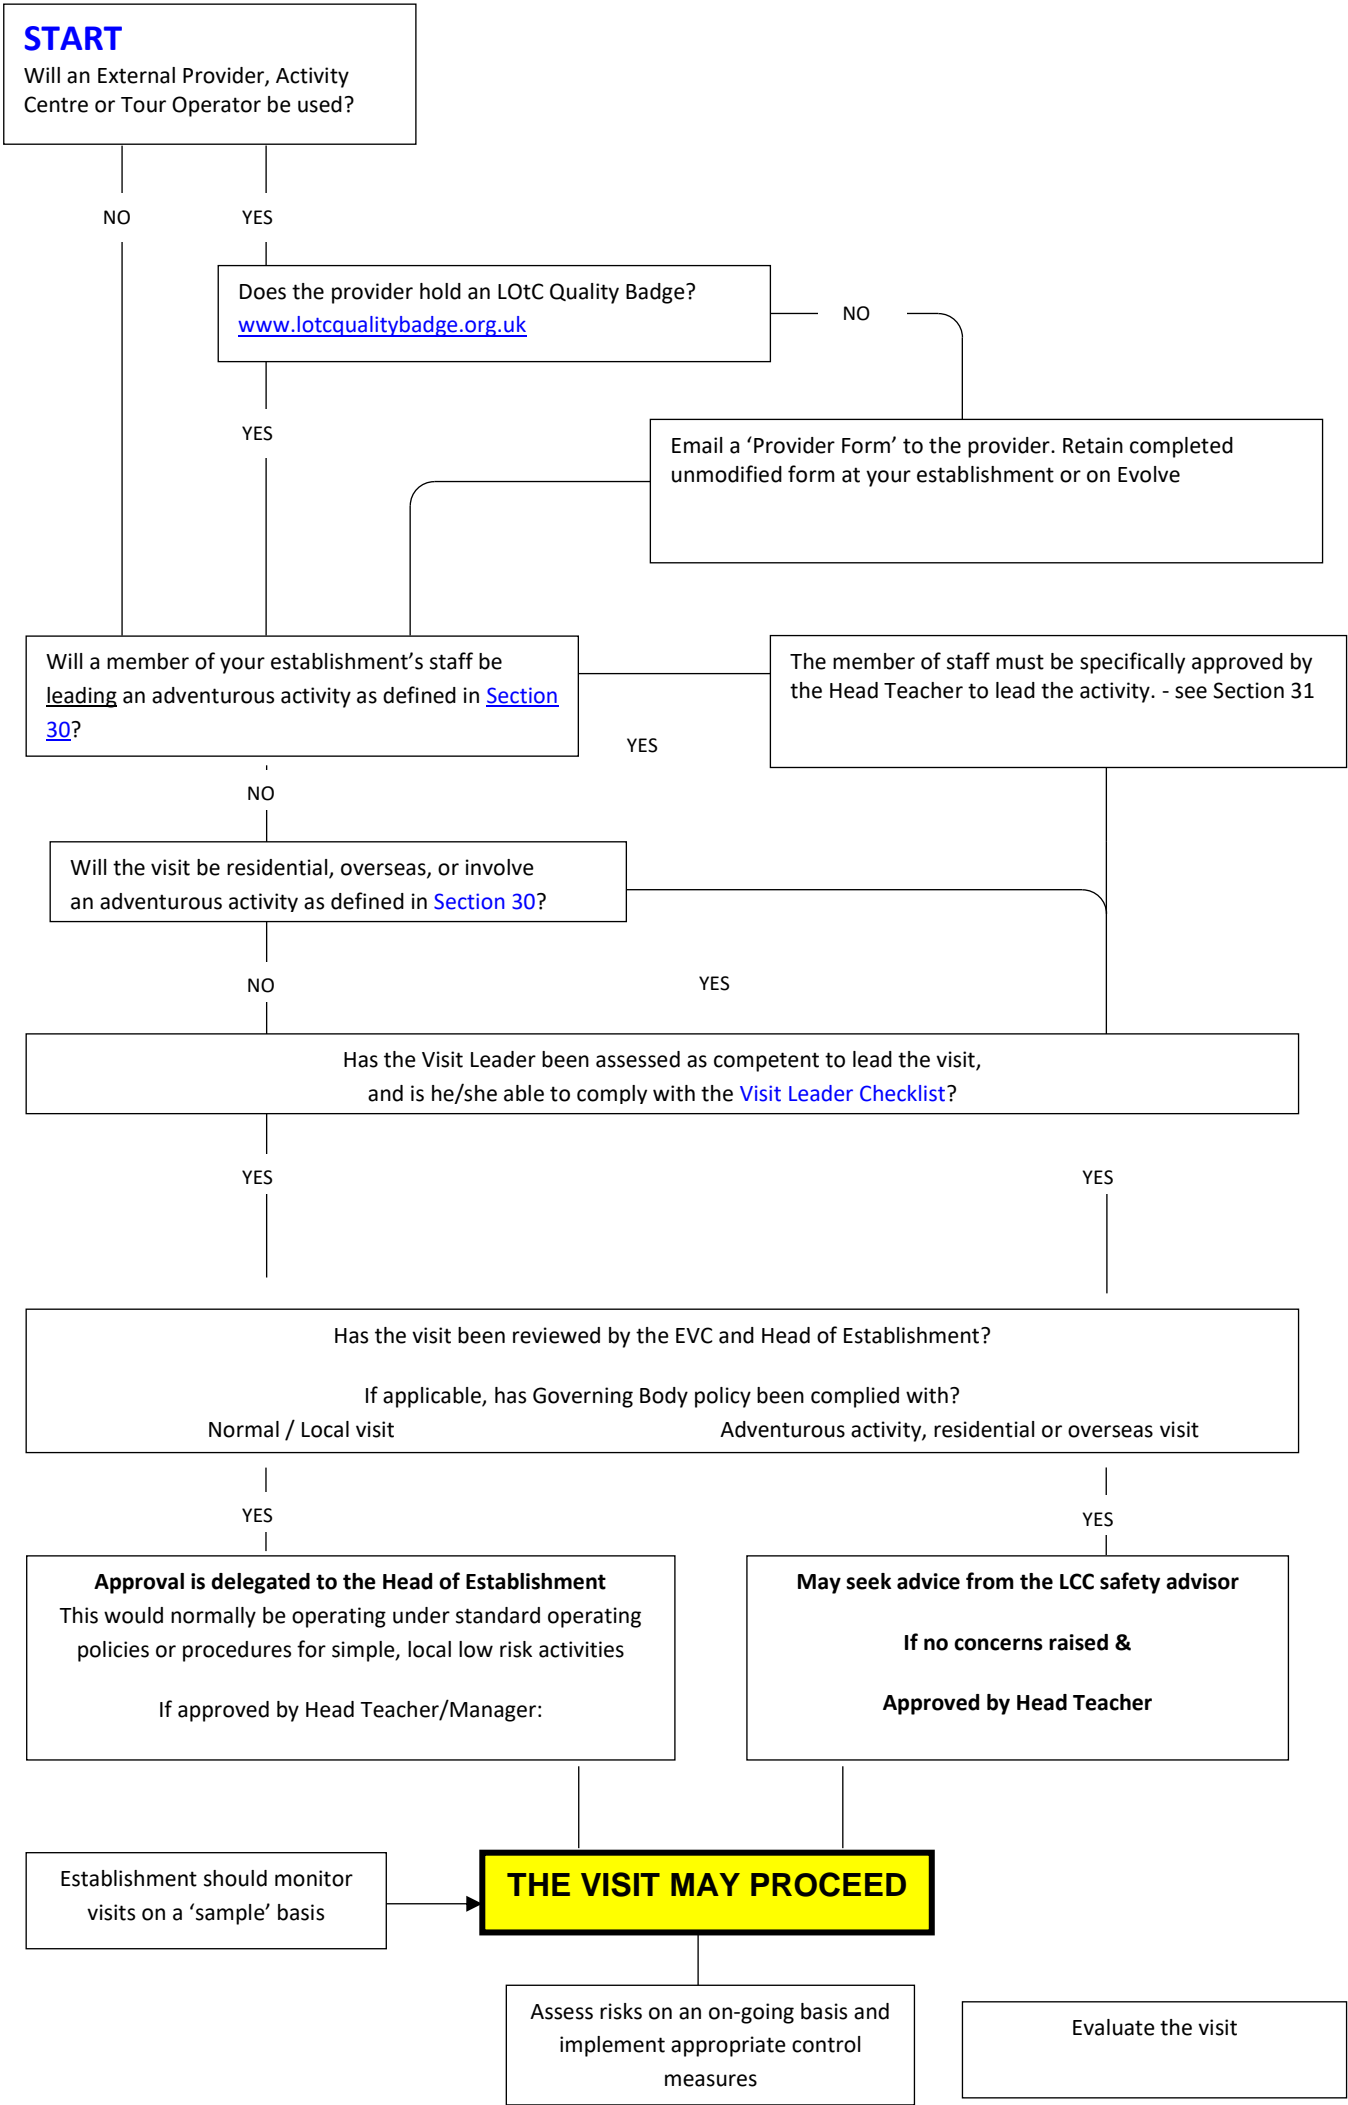 START
Will an External Provider, Activity
Centre or Tour Operator be used?
NO
YES
Does the provider hold an LOtC Quality Badge?
www.lotcqualitybadge.org.uk
NO
YES
Email a ‘Provider Form’ to the provider. Retain completed
unmodified form at your establishment or on Evolve
Will a member of your establishment’s staff be
leading an adventurous activity as defined in Section
30?
YES
The member of staff must be specifically approved by
the Head Teacher to lead the activity. - see Section 31
NO
Will the visit be residential, overseas, or involve
an adventurous activity as defined in Section 30?
NO
YES
Has the Visit Leader been assessed as competent to lead the visit,
and is he/she able to comply with the Visit Leader Checklist?
YES
YES
Has the visit been reviewed by the EVC and Head of Establishment?
If applicable, has Governing Body policy been complied with?
Normal / Local visit
Adventurous activity, residential or overseas visit
YES
YES
Approval is delegated to the Head of Establishment
This would normally be operating under standard operating
policies or procedures for simple, local low risk activities
If approved by Head Teacher/Manager:
May seek advice from the LCC safety advisor
If no concerns raised &
Approved by Head Teacher
Establishment should monitor
visits on a ‘sample’ basis
THE VISIT MAY PROCEED
Assess risks on an on-going basis and
implement appropriate control
measures
Evaluate the visit